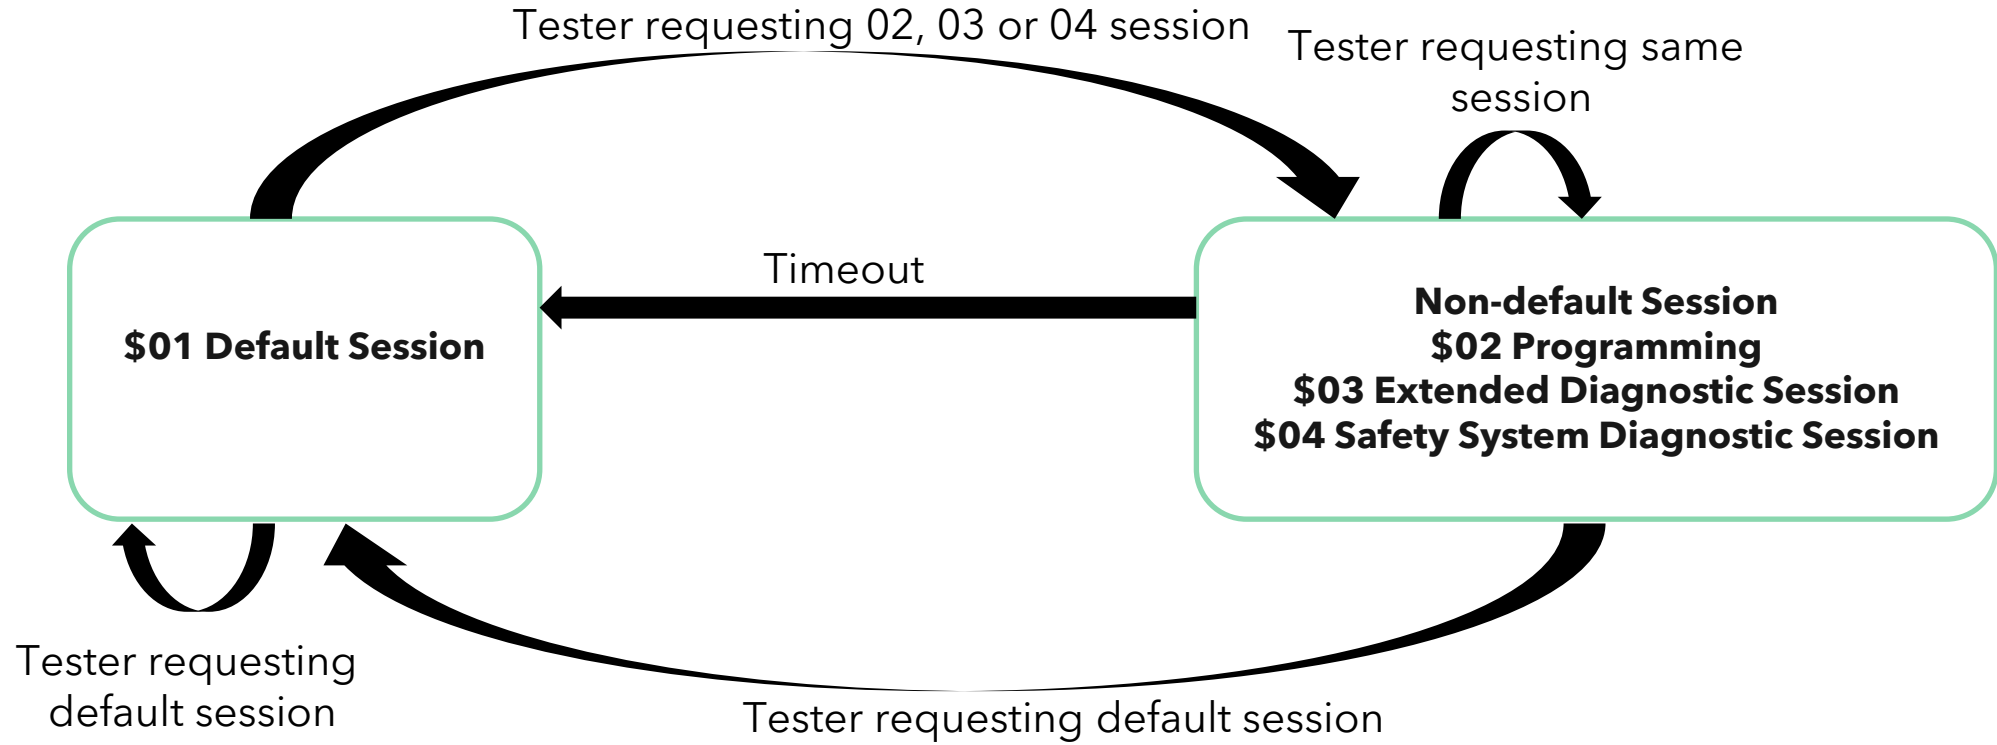 Tester requesting 02, 03 or 04 session
Tester requesting same
session
Timeout
$01 Default Session
Non-default Session
$02 Programming
$03 Extended Diagnostic Session
$04 Safety System Diagnostic Session
Tester requesting
default session
Tester requesting default session